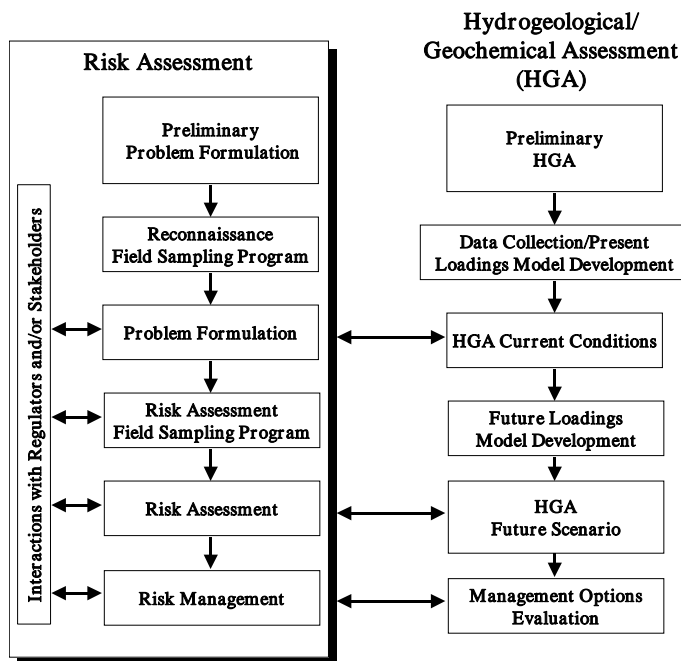 Risk Assessment
Preliminary
Problem Formulation
Reconnaissance
Field Sampling Program
Problem Formulation
Risk Assessment
Field Sampling Program
Risk Assessment
Risk Management
Interactions with Regulators and/or Stakeholders
Hydrogeological/
Geochemical Assessment
(HGA)
Preliminary
HGA
Data Collection/Present
Loadings Model Development
HGA Current Conditions
Future Loadings
Model Development
HGA
Future Scenario
Management Options
Evaluation